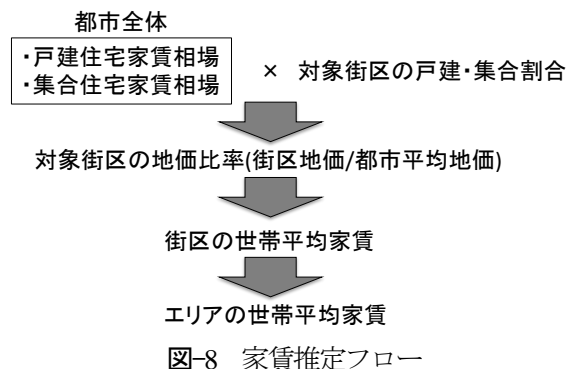 都市全体
・戸建住宅家賃相場
・集合住宅家賃相場
× 対象街区の戸建・集合割合
対象街区の地価比率(街区地価/都市平均地価)
街区の世帯平均家賃
エリアの世帯平均家賃
図-8 家賃推定フロー